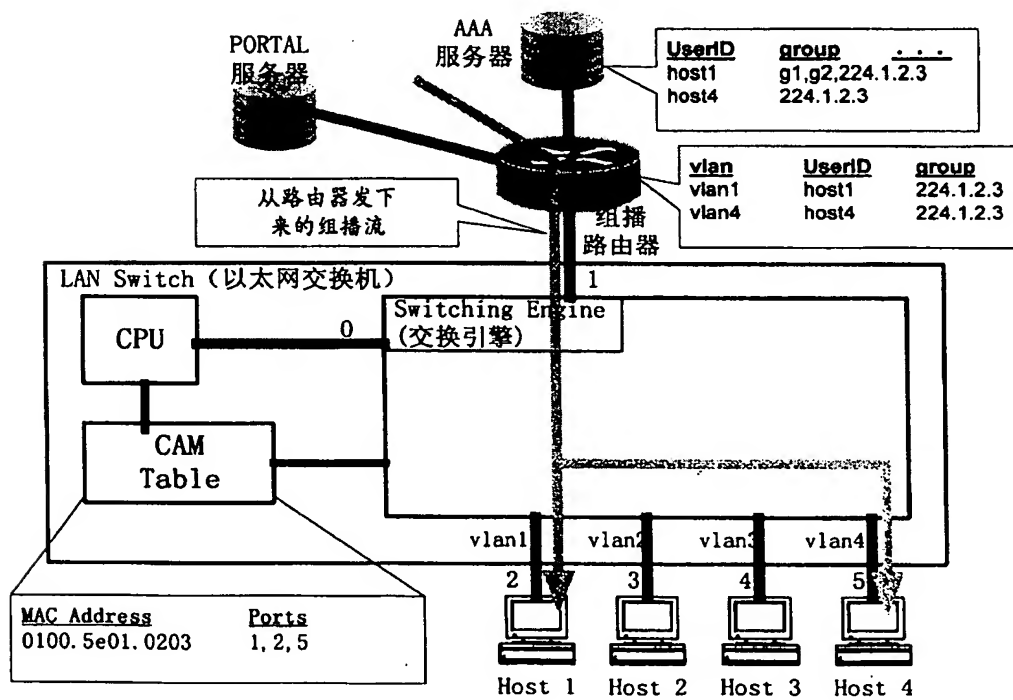 PORTAL
服务器
AAA
服务器
UserID group . . .
host1 g1,g2,224.1.2.3
host4 224.1.2.3
vlan UserID group
vlan1 host1 224.1.2.3
vlan4 host4 224.1.2.3
从路由器发下
来的组播流
组播
路由器
LAN Switch（以太网交换机）
1
CPU
0
Switching Engine
(交换引擎)
CAM
Table
vlan1 vlan2 vlan3 vlan4
2 3 4 5
MAC Address Ports
0100.5e01.0203 1,2,5
Host 1 Host 2 Host 3 Host 4